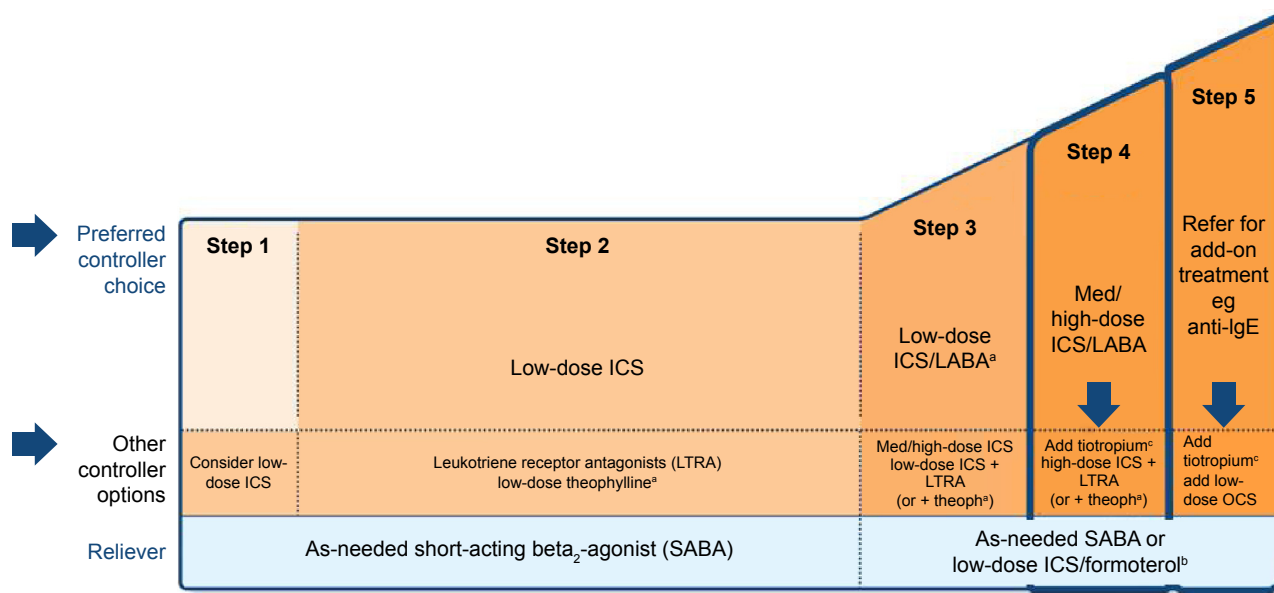 Step 5
Step 4
Step 3
Step 1
Step 2
Preferred
controller
choice
Low-dose ICS
Low-dose
ICS/LABAᵃ
Med/
high-dose
ICS/LABA
Refer for
add-on
treatment
eg
anti-IgE
Other
controller
options
Consider low-
dose ICS
Leukotriene receptor antagonists (LTRA)
low-dose theophyllineᵃ
Med/high-dose ICS
low-dose ICS +
LTRA
(or + theophᵃ)
Add tiotropiumᶜ
high-dose ICS +
LTRA
(or + theophᵃ)
Add
tiotropiumᶜ
add low-
dose OCS
Reliever
As-needed short-acting beta₂-agonist (SABA)
As-needed SABA or
low-dose ICS/formoterolᵇ